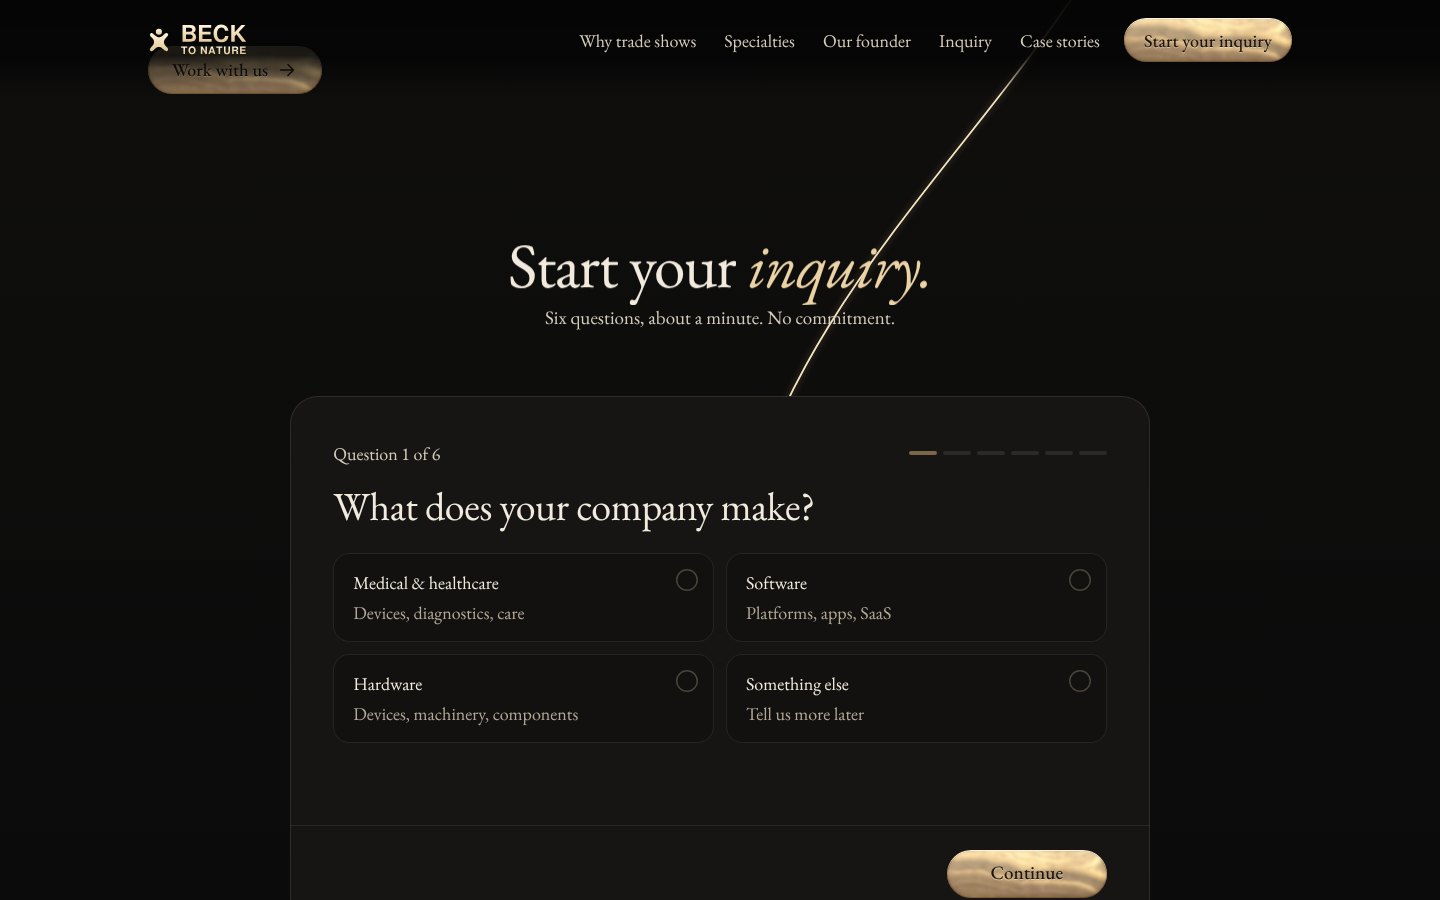 BECK
TO NATURE
Why trade shows
Specialties
Our founder
Inquiry
Case stories
Start your inquiry
Work with us
Start your inquiry.
Six questions, about a minute. No commitment.
Question 1 of 6
What does your company make?
Medical & healthcare
Devices, diagnostics, care
Software
Platforms, apps, SaaS
Hardware
Devices, machinery, components
Something else
Tell us more later
Continue